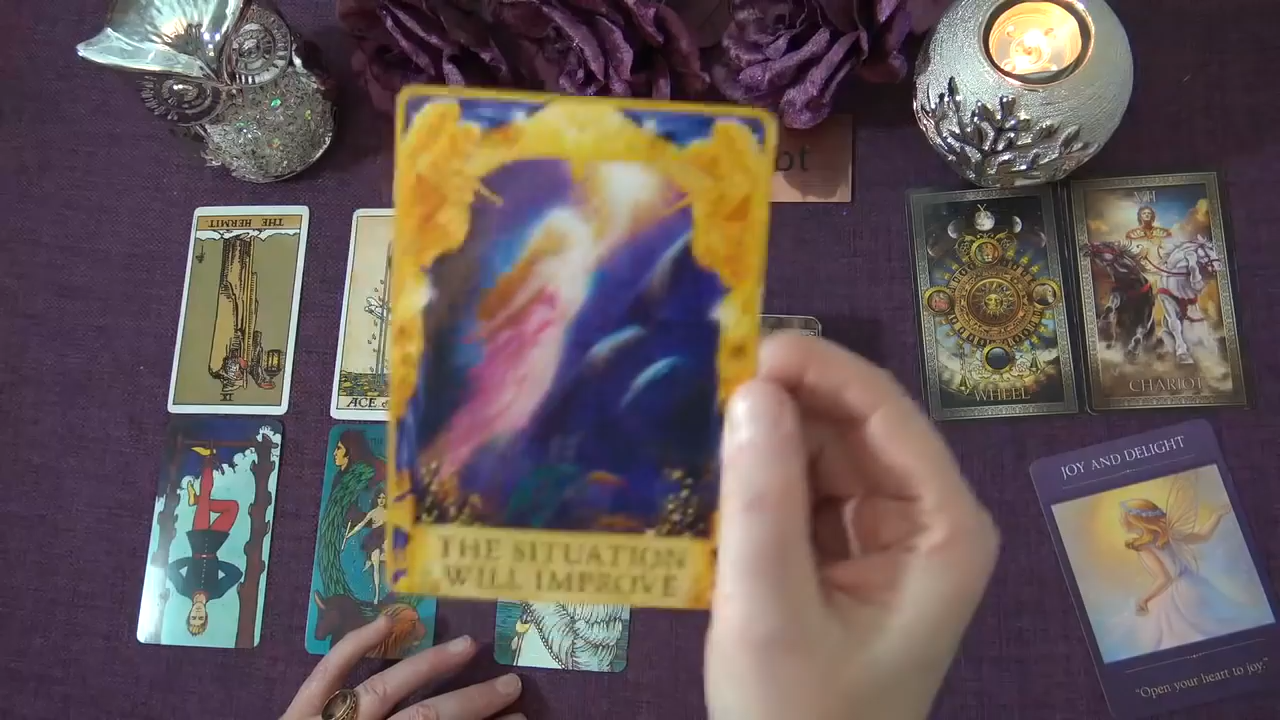 ot
THE HERMIT
IX
ACE
X
WHEEL
VII
CHARIOT
THE SITUATION
WILL IMPROVE
JOY AND DELIGHT
"Open your heart to joy."